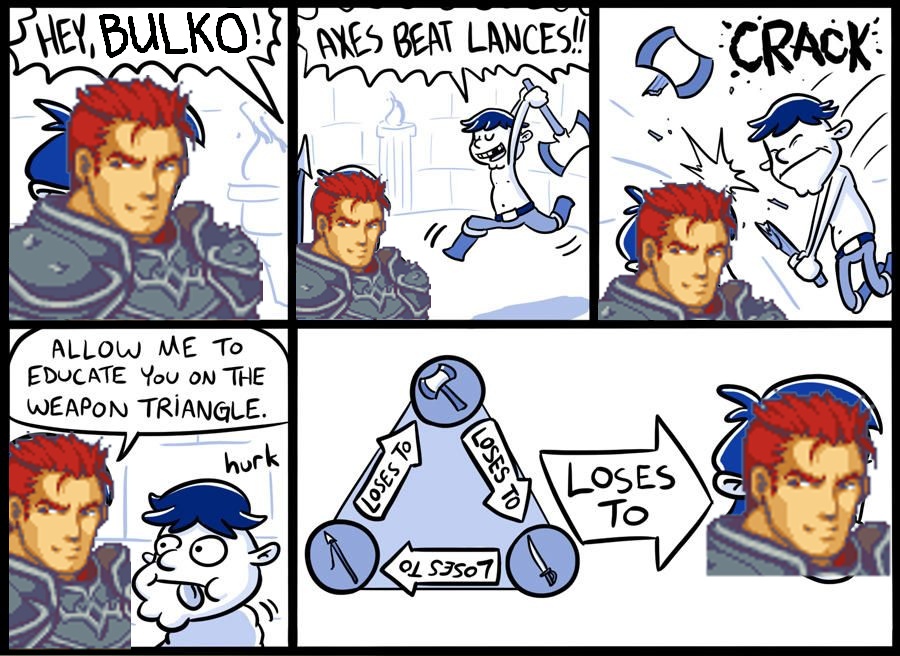 HEY, BULKO!
AXES BEAT LANCES!!
CRACK
ALLOW ME TO
EDUCATE YOU ON THE
WEAPON TRIANGLE.
hurk
LOSES TO
LOSES TO
LOSES TO
LOSES
TO